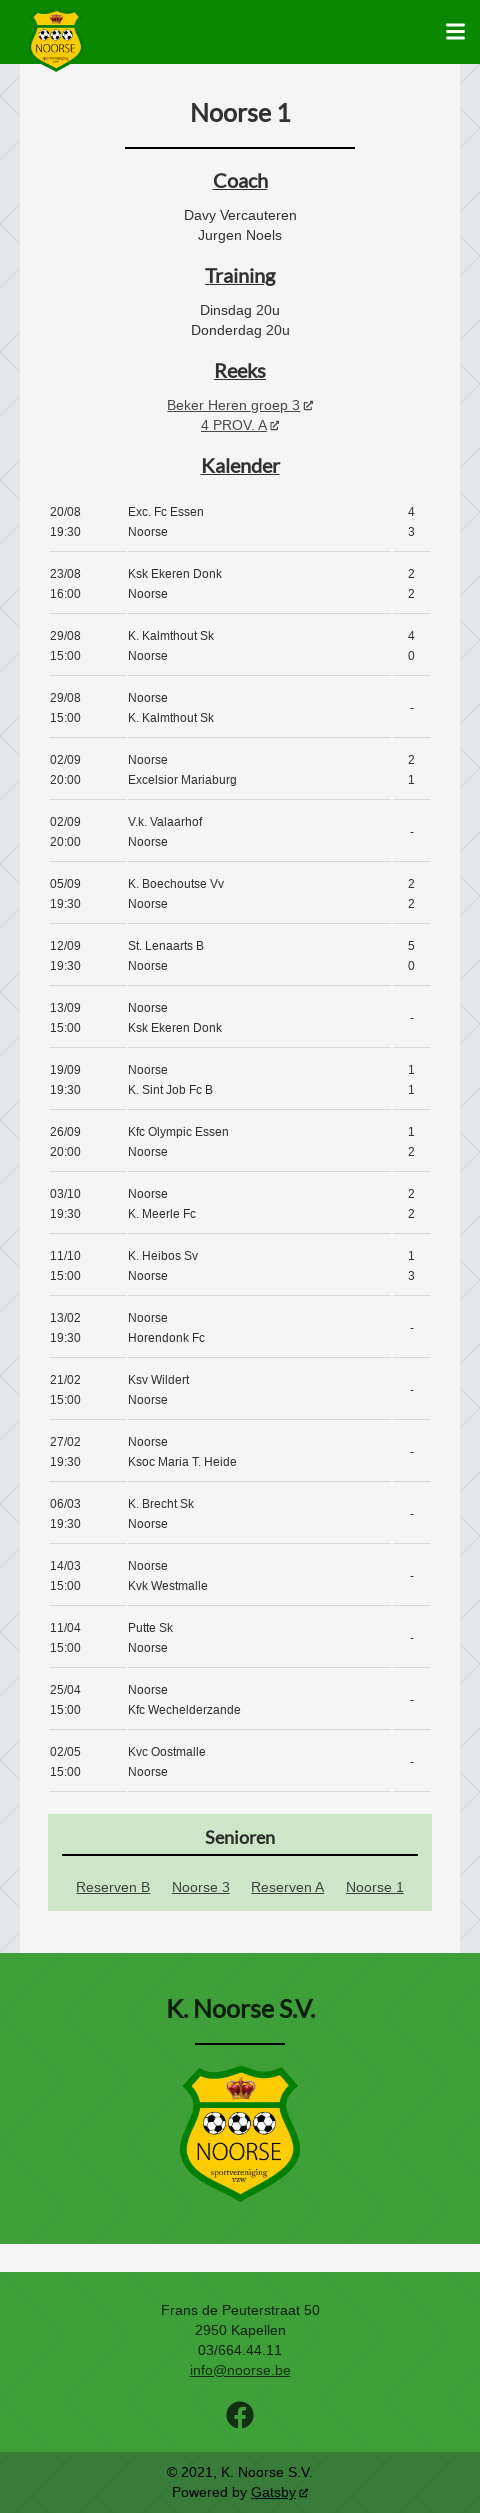 NOORSE
sportvereniging
vzw
Noorse 1
Coach
Davy Vercauteren
Jurgen Noels
Training
Dinsdag 20u
Donderdag 20u
Reeks
Beker Heren groep 3
4 PROV. A
Kalender
20/08 Exc. Fc Essen 4
19:30 Noorse 3
23/08 Ksk Ekeren Donk 2
16:00 Noorse 2
29/08 K. Kalmthout Sk 4
15:00 Noorse 0
29/08 Noorse
-
15:00 K. Kalmthout Sk
02/09 Noorse 2
20:00 Excelsior Mariaburg 1
02/09 V.k. Valaarhof
-
20:00 Noorse
05/09 K. Boechoutse Vv 2
19:30 Noorse 2
12/09 St. Lenaarts B 5
19:30 Noorse 0
13/09 Noorse
-
15:00 Ksk Ekeren Donk
19/09 Noorse 1
19:30 K. Sint Job Fc B 1
26/09 Kfc Olympic Essen 1
20:00 Noorse 2
03/10 Noorse 2
19:30 K. Meerle Fc 2
11/10 K. Heibos Sv 1
15:00 Noorse 3
13/02 Noorse
-
19:30 Horendonk Fc
21/02 Ksv Wildert
-
15:00 Noorse
27/02 Noorse
-
19:30 Ksoc Maria T. Heide
06/03 K. Brecht Sk
-
19:30 Noorse
14/03 Noorse
-
15:00 Kvk Westmalle
11/04 Putte Sk
-
15:00 Noorse
25/04 Noorse
-
15:00 Kfc Wechelderzande
02/05 Kvc Oostmalle
-
15:00 Noorse
Senioren
Reserven B Noorse 3 Reserven A Noorse 1
K. Noorse S.V.
NOORSE
sportvereniging
vzw
Frans de Peuterstraat 50
2950 Kapellen
03/664.44.11
info@noorse.be
© 2021, K. Noorse S.V.
Powered by Gatsby